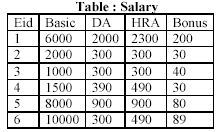 Table : Salary
Eid Basic DA HRA Bonus
1 6000 2000 2300 200
2 2000 300 300 30
3 1000 300 300 40
4 1500 390 490 30
5 8000 900 900 80
6 10000 300 490 89